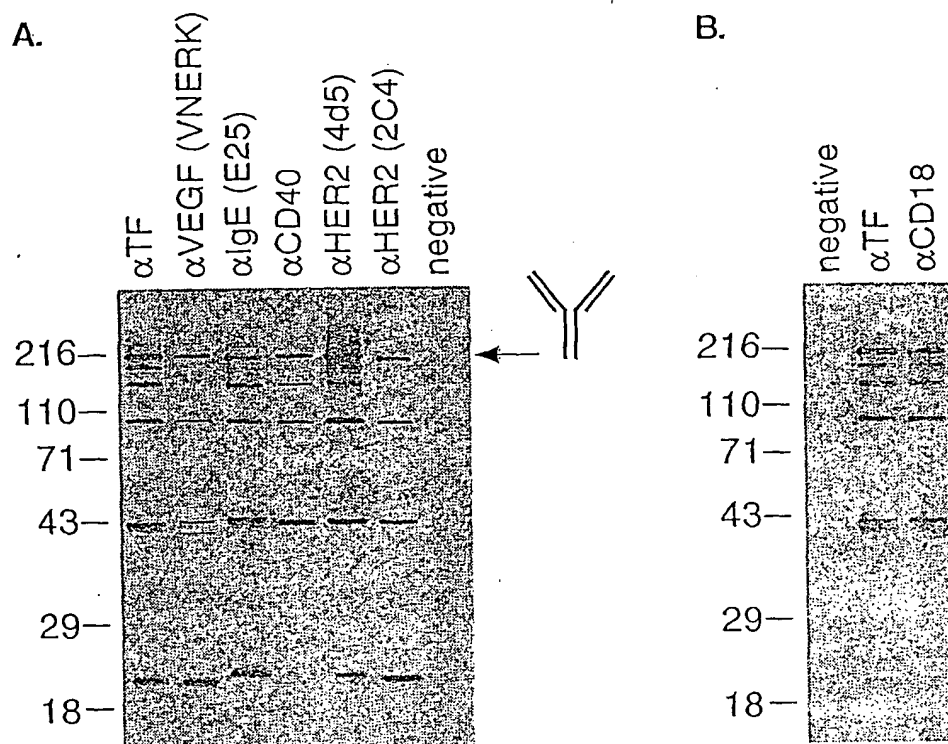 A.
αTF
αVEGF (VNERK)
αIgE (E25)
αCD40
αHER2 (4d5)
αHER2 (2C4)
negative
216
110
71
43
29
18
B.
negative
αTF
αCD18
216
110
71
43
29
18